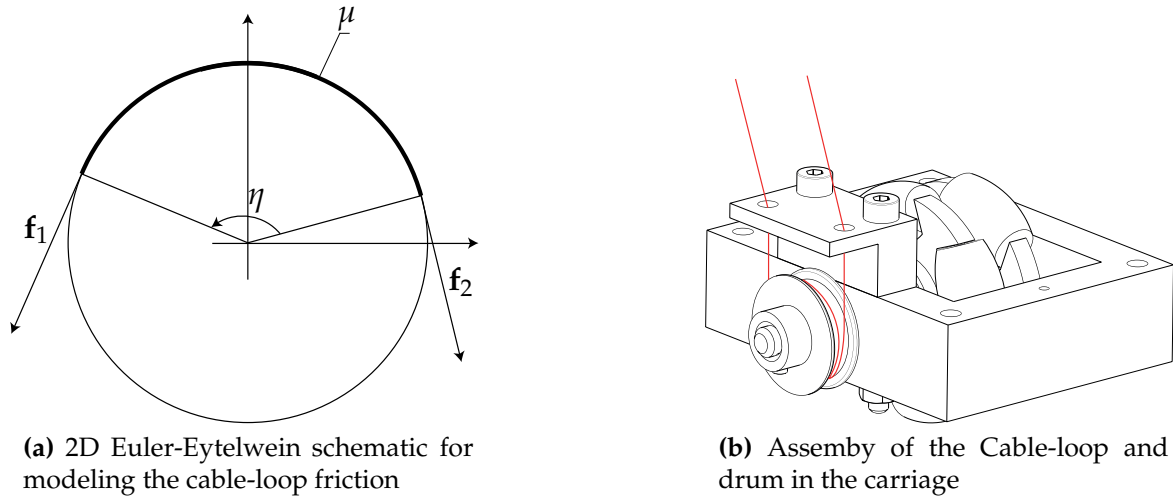 μ
η
f₁
f₂
(a) 2D Euler-Eytelwein schematic for
modeling the cable-loop friction
(b) Assemby of the Cable-loop and
drum in the carriage